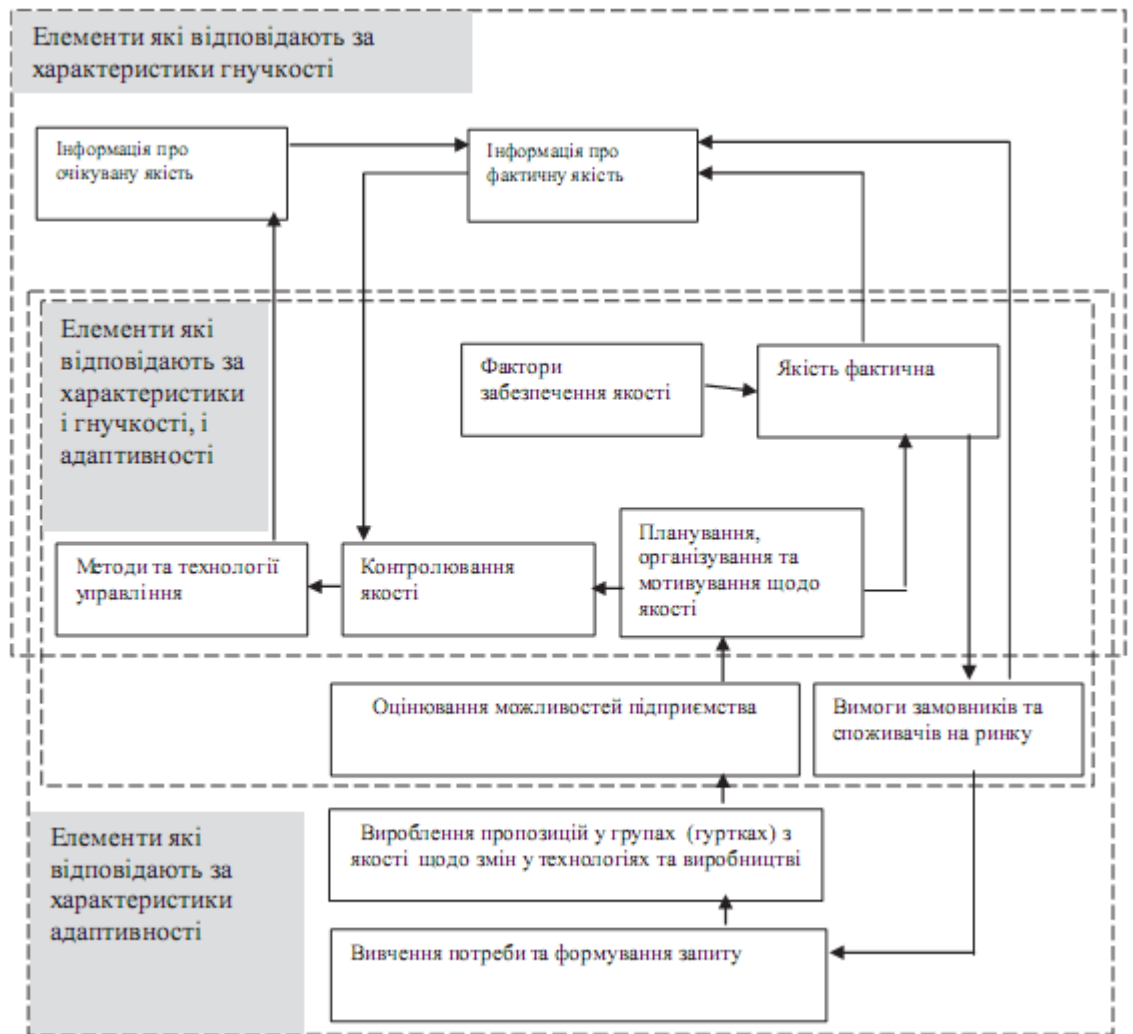 Елементи які відповідають за
характеристики гнучкості
Інформація про
очікувану якість
Інформація про
фактичну якість
Елементи які
відповідають за
характеристики
і гнучкості, і
адаптивності
Фактори
забезпечення якості
Якість фактична
Методи та технології
управління
Контролювання
якості
Планування,
організування та
мотивування щодо
якості
Оцінювання можливостей підприємства
Вимоги замовників та
споживачів на ринку
Елементи які
відповідають за
характеристики
адаптивності
Вироблення пропозицій у групах (гуртках) з
якості щодо змін у технологіях та виробництві
Вивчення потреби та формування запиту